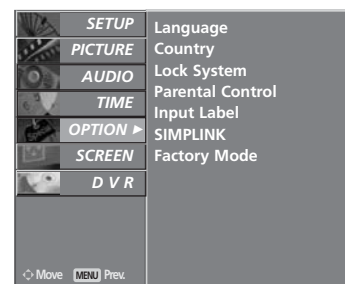 SETUP
PICTURE
AUDIO
TIME
OPTION ►
SCREEN
D V R
Move MENU Prev.
Language
Country
Lock System
Parental Control
Input Label
SIMPLINK
Factory Mode